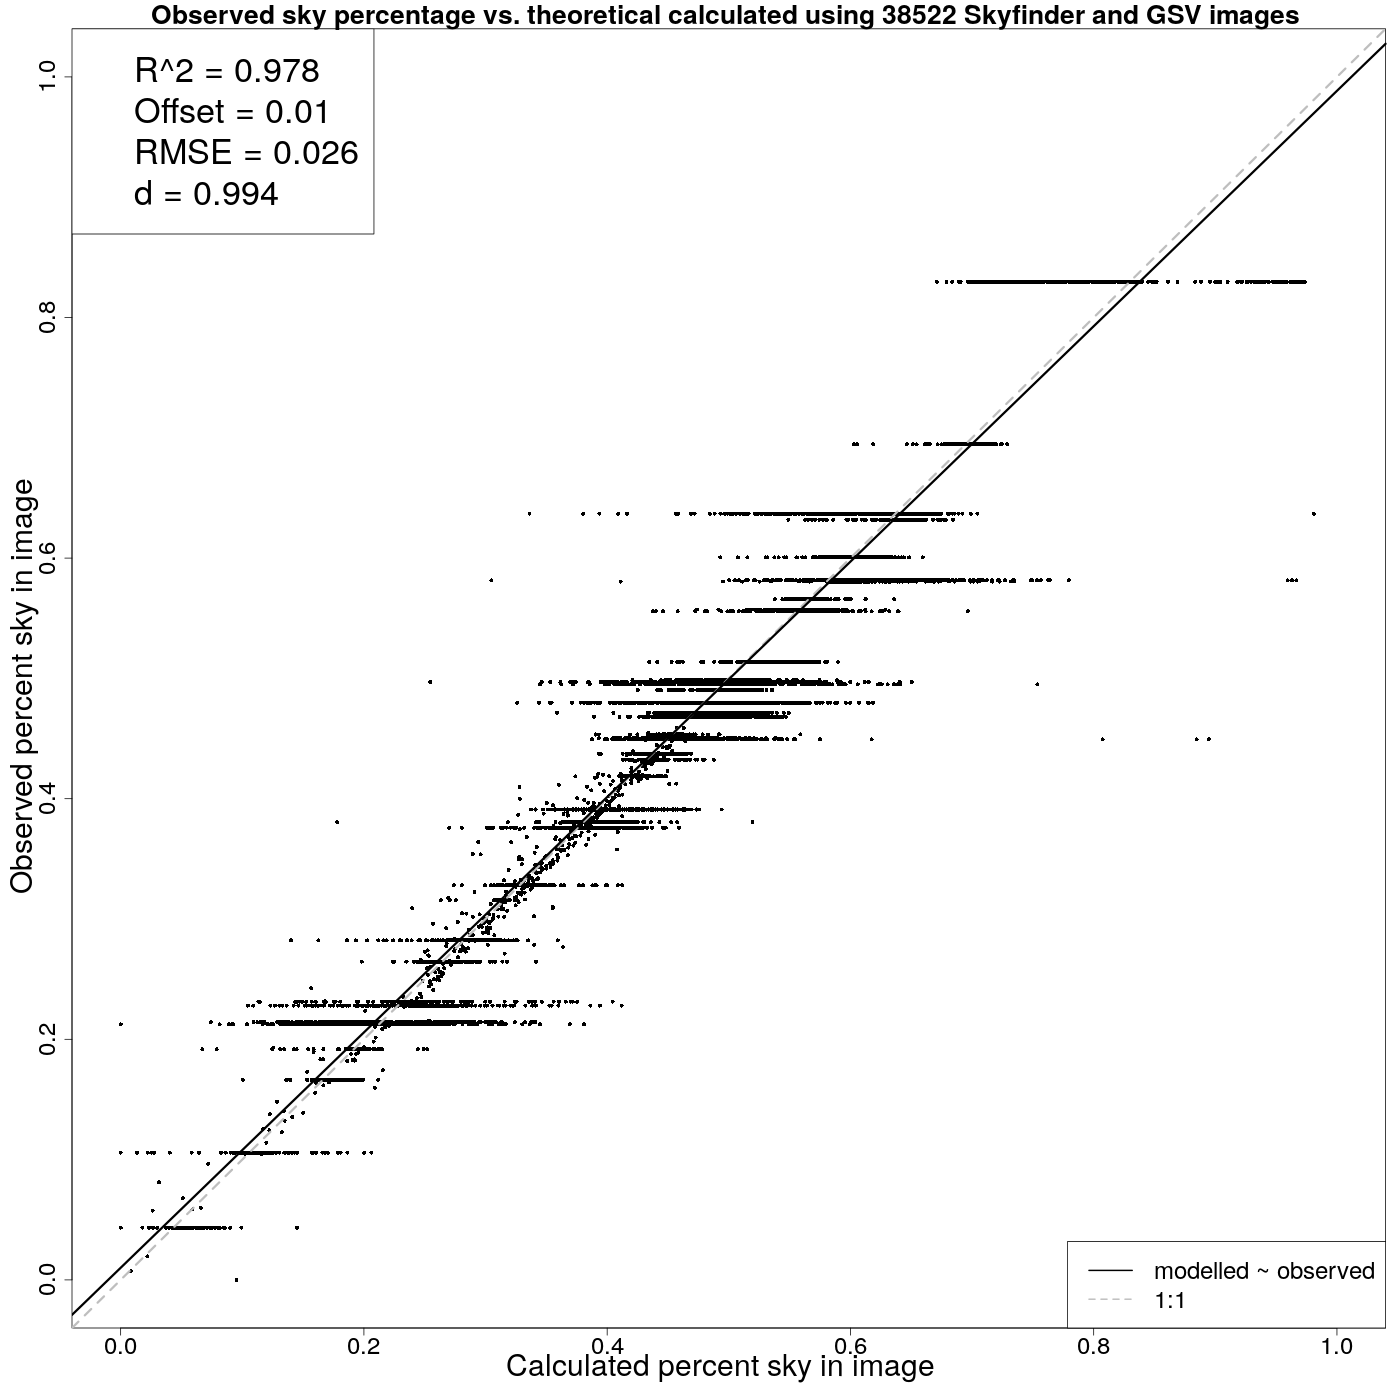 Observed sky percentage vs. theoretical calculated using 38522 Skyfinder and GSV images
R^2 = 0.978
Offset = 0.01
RMSE = 0.026
d = 0.994
Observed percent sky in image
1.0
0.8
0.6
0.4
0.2
0.0
modelled ~ observed
1:1
0.0 0.2 0.4 0.6 0.8 1.0
Calculated percent sky in image